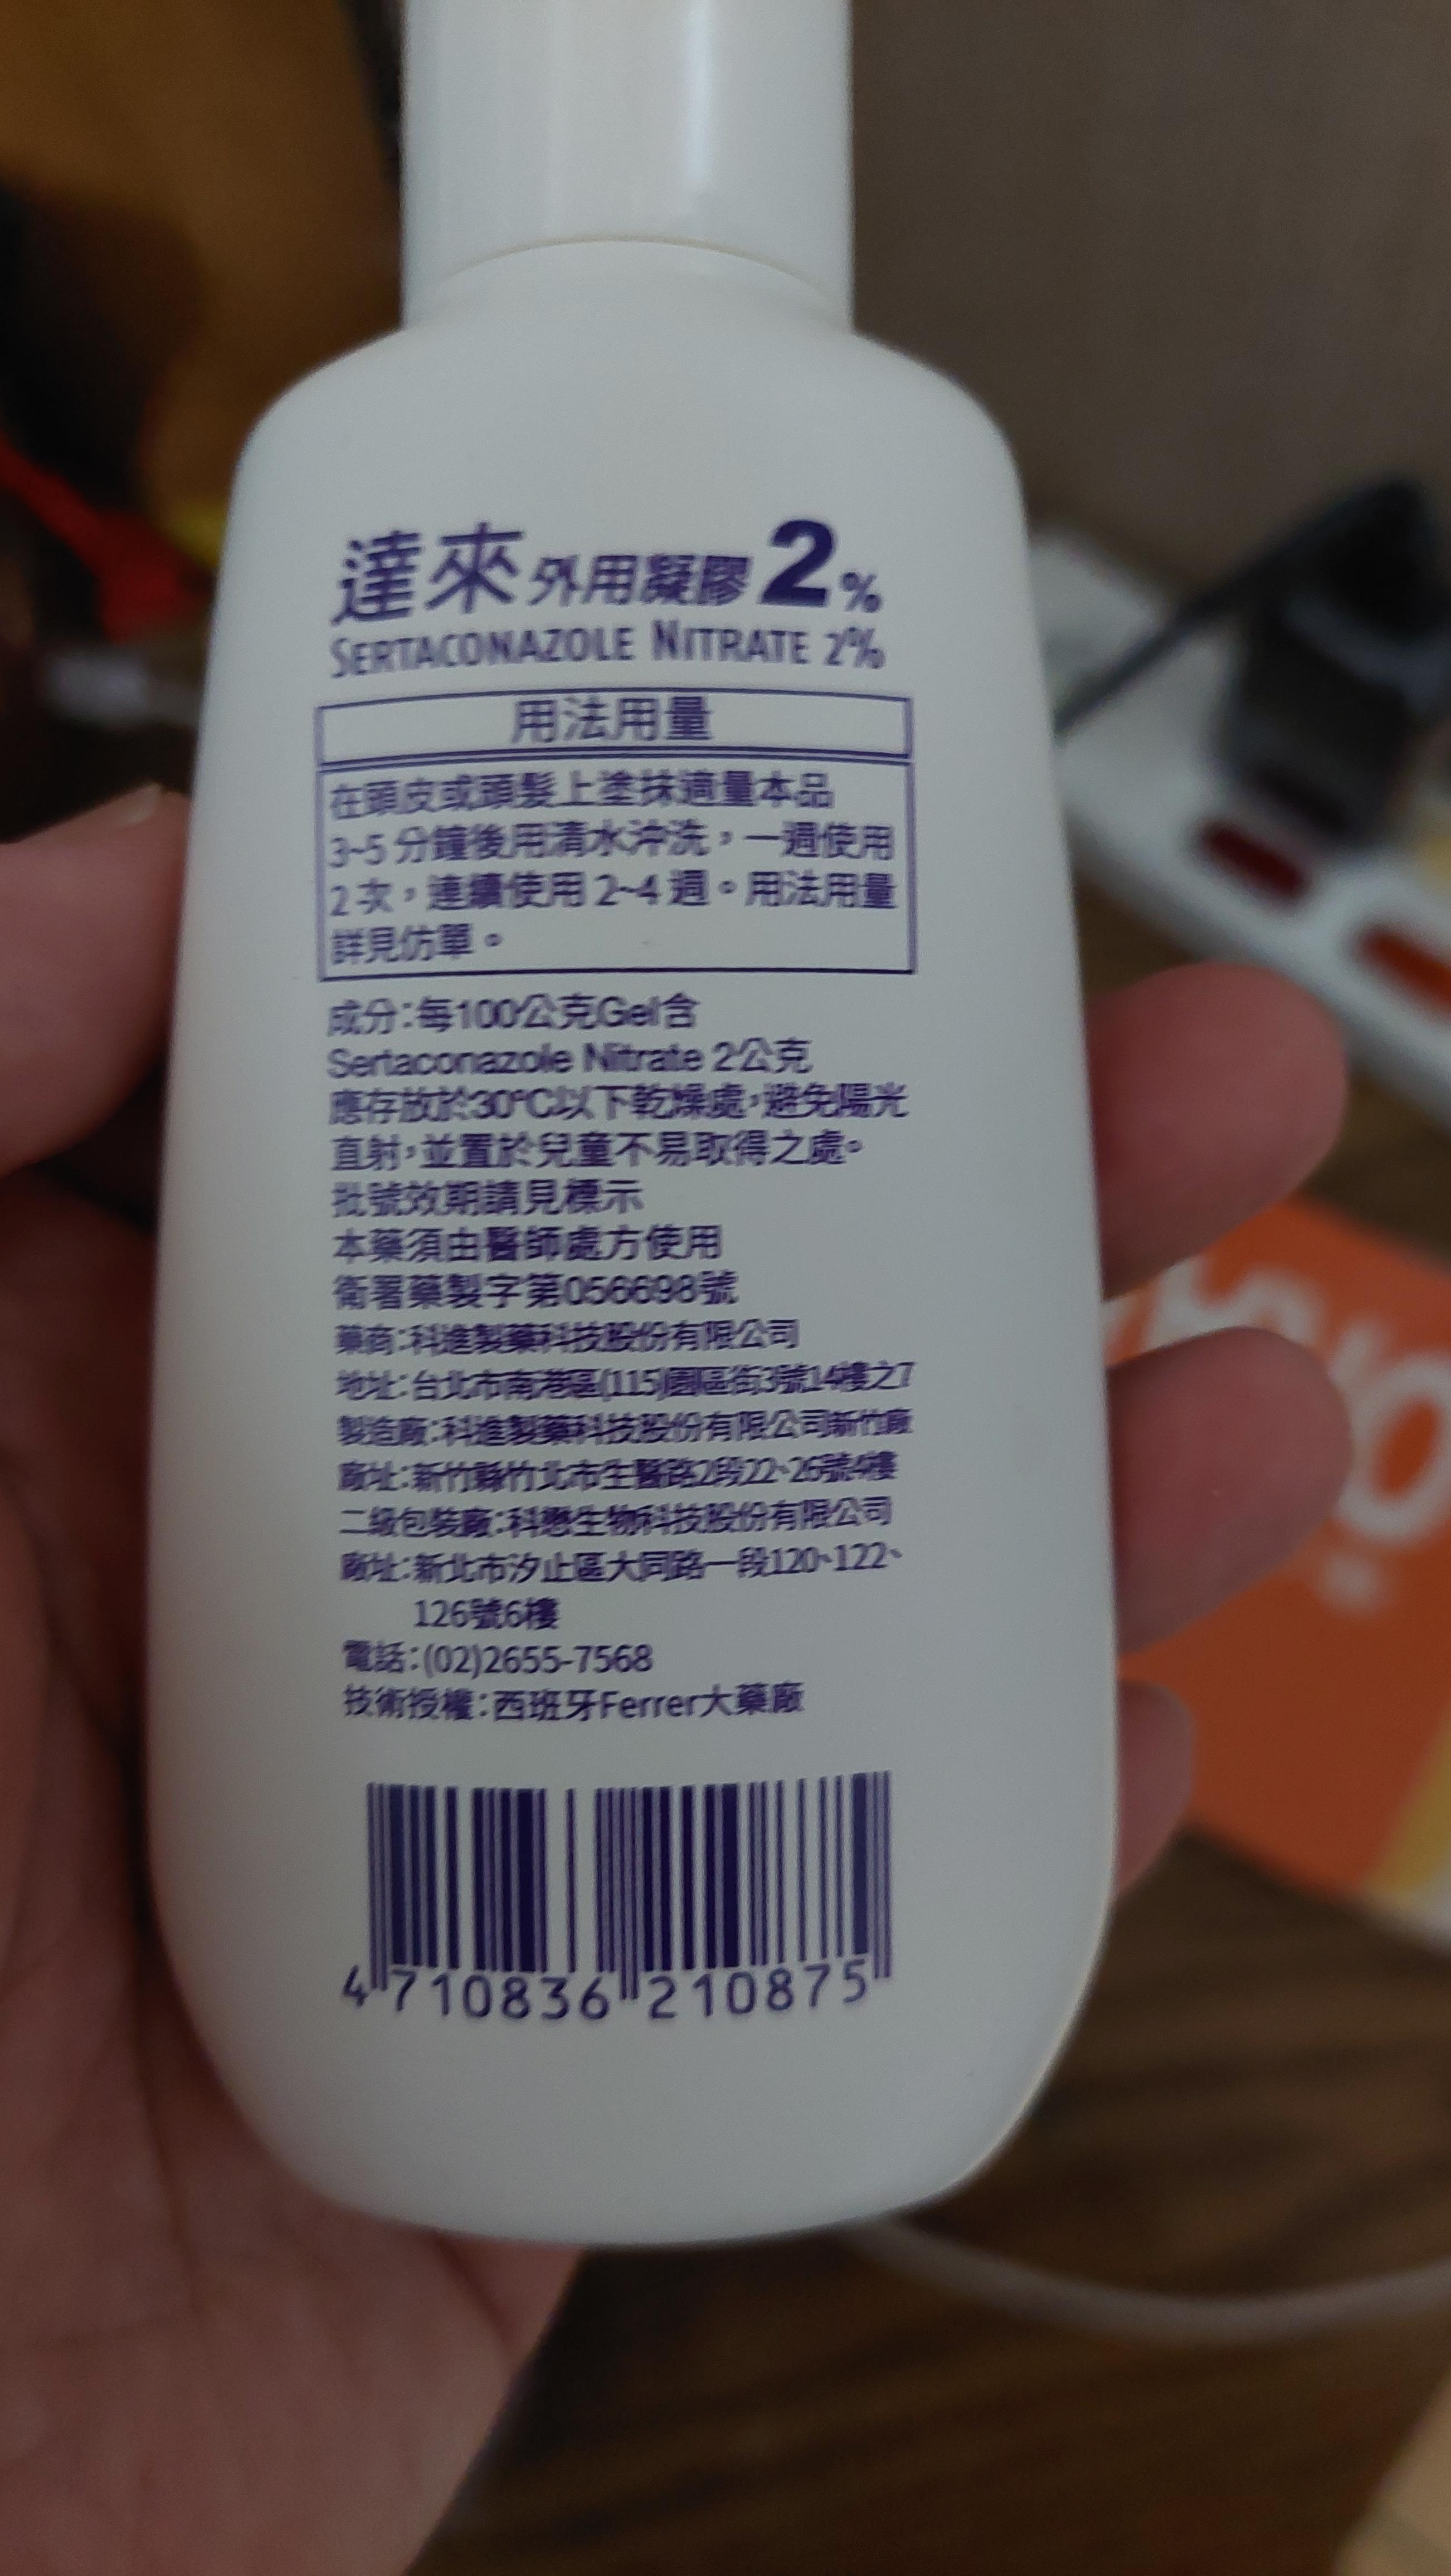 達來外用凝膠2%
SERTACONAZOLE NITRATE 2%
用法用量
在頭皮或頭髮上塗抹適量本品
3~5 分鐘後用清水沖洗，一週使用
2 次，連續使用 2~4 週。用法用量
詳見仿單。
成分：每100公克Gel含
Sertaconazole Nitrate 2公克
應存放於30°C以下乾燥處，避免陽光
直射，並置於兒童不易取得之處。
批號效期請見標示
本藥須由醫師處方使用
衛署藥製字第056698號
藥商：科進製藥科技股份有限公司
地址：台北市南港區(115)園區街3號14樓之7
製造廠：科進製藥科技股份有限公司新竹廠
廠址：新竹縣竹北市生醫路2段22、26號4樓
二級包裝廠：科懋生物科技股份有限公司
廠址：新北市汐止區大同路一段120、122、
126號6樓
電話：(02)2655-7568
技術授權：西班牙Ferrer大藥廠
4 710836 210875